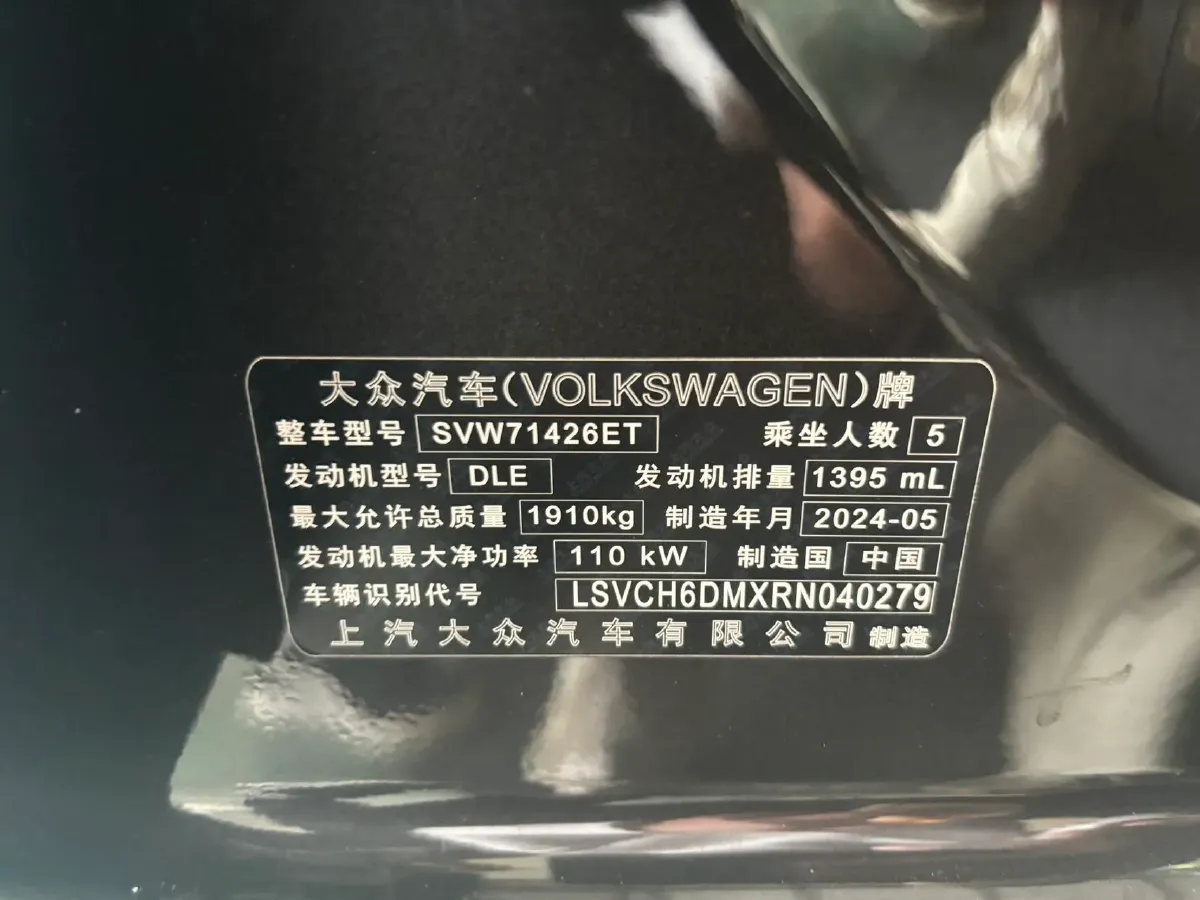 大众汽车(VOLKSWAGEN)牌
整车型号 SVW71426ET 乘坐人数 5
发动机型号 DLE 发动机排量 1395 mL
最大允许总质量 1910kg 制造年月 2024-05
发动机最大净功率 110 kW 制造国 中国
车辆识别代号 LSVCH6DMXRN040279
上汽大众汽车有限公司 制造